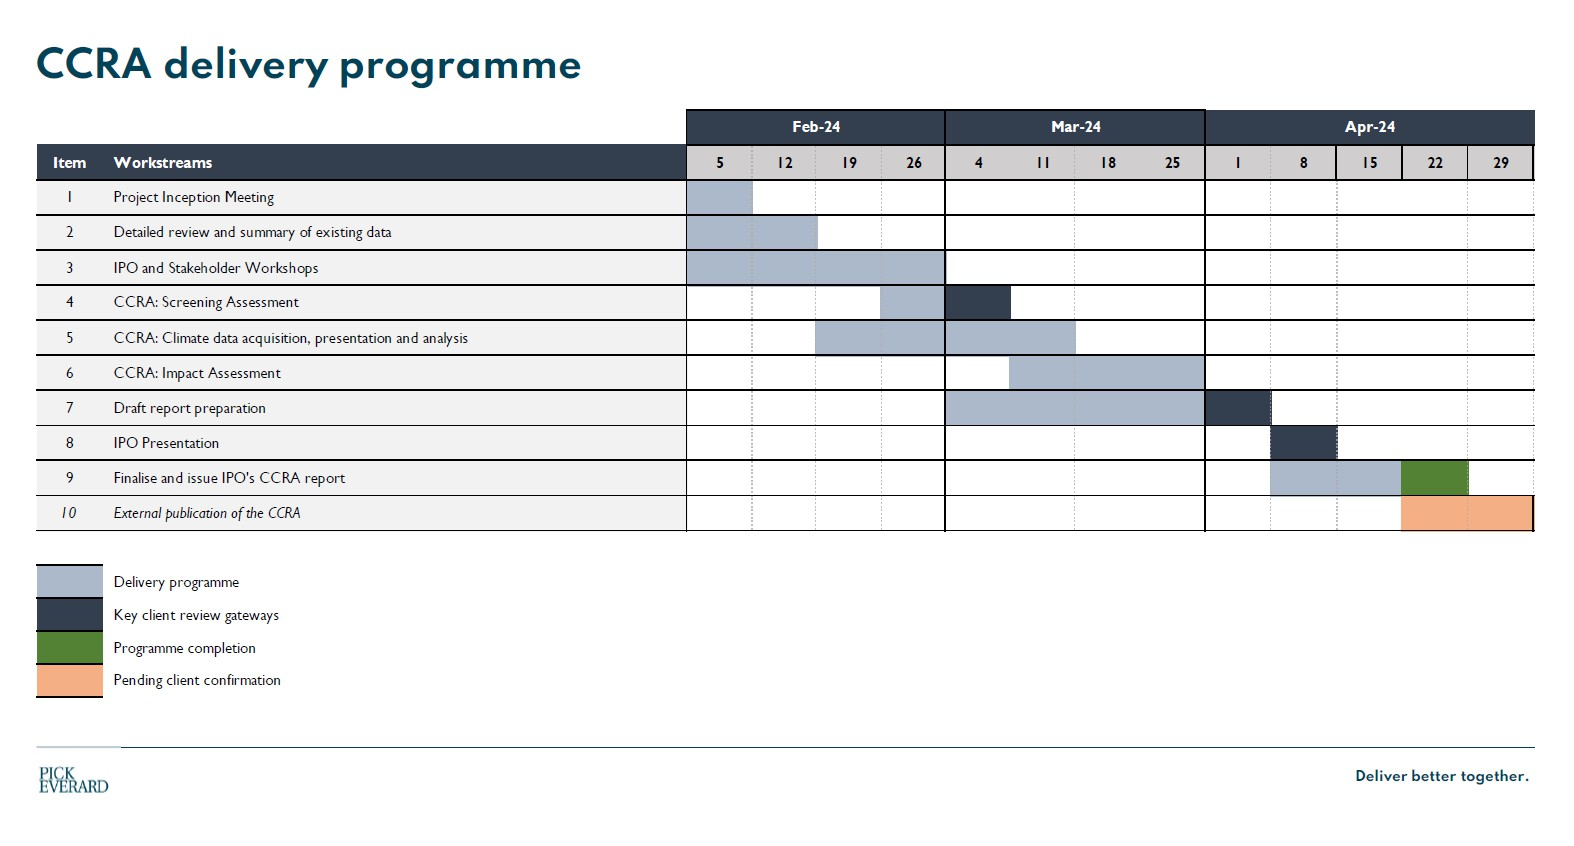 CCRA delivery programme
Feb-24 Mar-24 Apr-24
Item Workstreams 5 12 19 26 4 11 18 25 1 8 15 22 29
1 Project Inception Meeting
2 Detailed review and summary of existing data
3 IPO and Stakeholder Workshops
4 CCRA: Screening Assessment
5 CCRA: Climate data acquisition, presentation and analysis
6 CCRA: Impact Assessment
7 Draft report preparation
8 IPO Presentation
9 Finalise and issue IPO's CCRA report
10 External publication of the CCRA
Delivery programme
Key client review gateways
Programme completion
Pending client confirmation
PICK
EVERARD
Deliver better together.